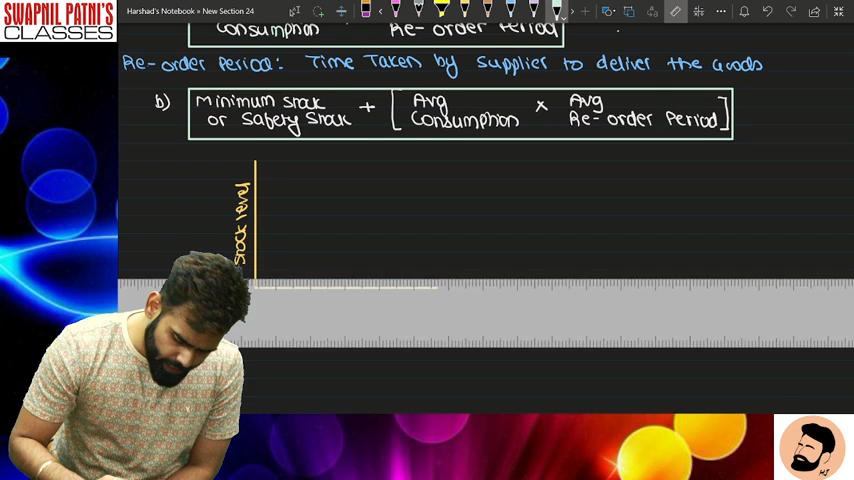 SWAPNIL PATNI'S
CLASSES
Harshad's Notebook » New Section 24
Consumption Re-order Period
Re-order Period: Time Taken by supplier to deliver the Goods
b) Minimum stock or Safety Stock + [Avg Consumption × Avg Re-order Period]
Stock level
HS